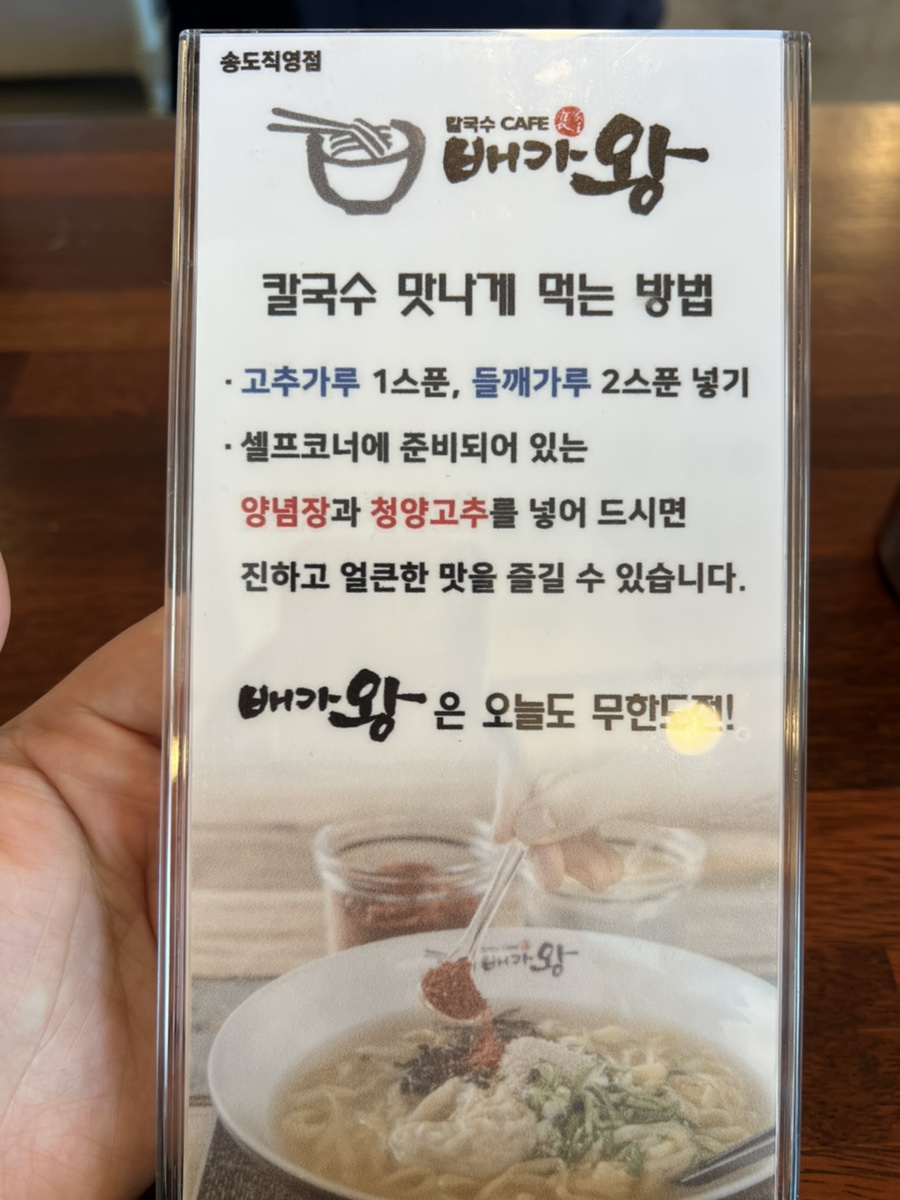 송도직영점
칼국수 CAFE
배가왕
칼국수 맛나게 먹는 방법
· 고추가루 1스푼, 들깨가루 2스푼 넣기
· 셀프코너에 준비되어 있는
양념장과 청양고추를 넣어 드시면
진하고 얼큰한 맛을 즐길 수 있습니다.
배가왕은 오늘도 무한도전!
배가왕